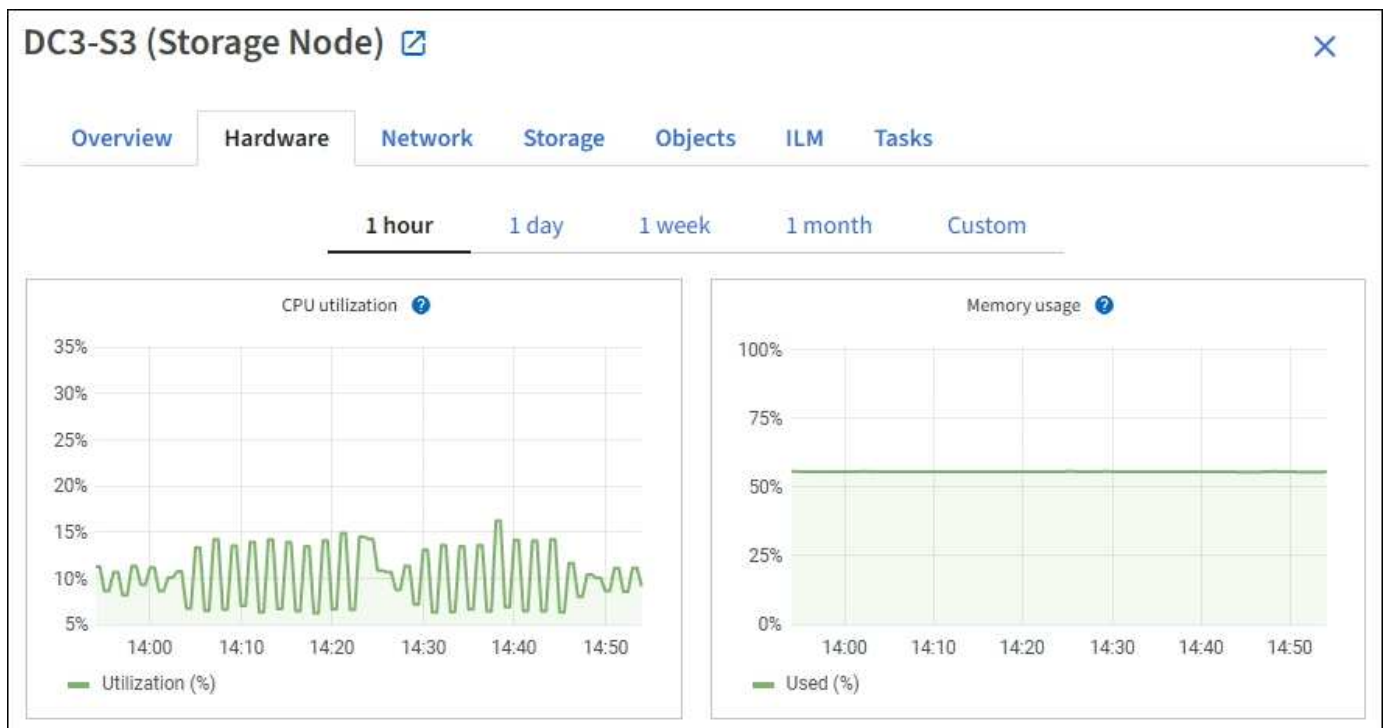 DC3-S3 (Storage Node)
Overview Hardware Network Storage Objects ILM Tasks
1 hour 1 day 1 week 1 month Custom
CPU utilization ?
35%
30%
25%
20%
15%
10%
5%
14:00 14:10 14:20 14:30 14:40 14:50
Utilization (%)
Memory usage ?
100%
75%
50%
25%
0%
14:00 14:10 14:20 14:30 14:40 14:50
Used (%)